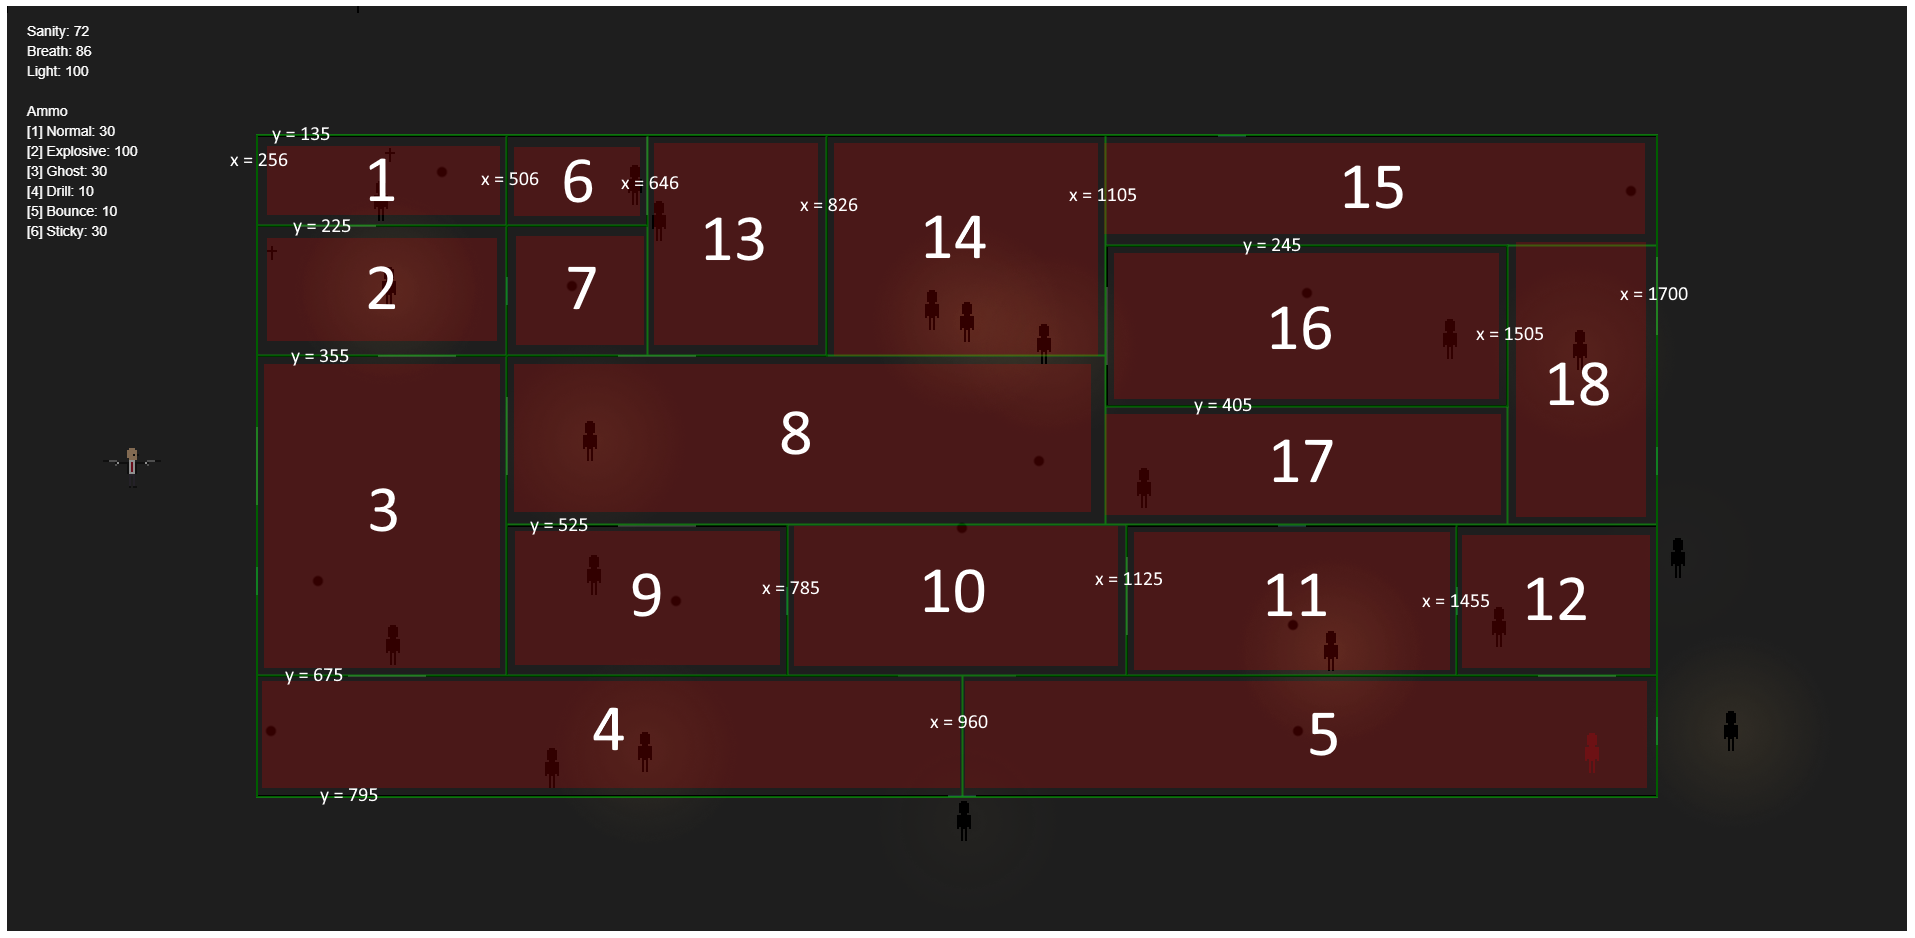 Sanity: 72
Breath: 86
Light: 100
Ammo
[1] Normal: 30
[2] Explosive: 100
[3] Ghost: 30
[4] Drill: 10
[5] Bounce: 10
[6] Sticky: 30
y = 135
x = 256
1
x = 506
6
x = 646
13
x = 826
14
x = 1105
15
y = 225
y = 245
2
7
16
x = 1505
x = 1700
18
y = 355
y = 405
3
8
17
y = 525
9
x = 785
10
x = 1125
11
x = 1455
12
y = 675
4
x = 960
5
y = 795